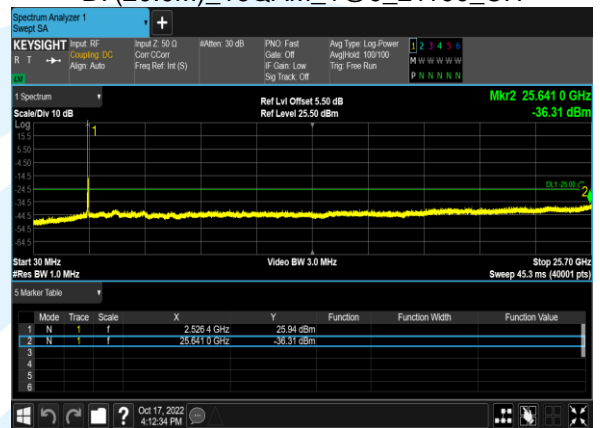 Spectrum Analyzer 1
Swept SA
+
KEYSIGHT Input: RF Input Z: 50 Ω #Atten: 30 dB PNO: Fast Avg Type: Log-Power 1 2 3 4 5 6
R T Coupling: DC Corr CCorr Gate: Off Avg|Hold: 100/100 M W W W W W
Align: Auto Freq Ref: Int (S) IF Gain: Low Trig: Free Run
Sig Track: Off P N N N N N
LW
1 Spectrum Ref Lvl Offset 5.50 dB Mkr2 25.641 0 GHz
Scale/Div 10 dB Ref Level 25.50 dBm -36.31 dBm
Log
1
15.5
5.50
-4.50
-14.5
-24.5
DL1 -25.00
2
-34.5
-44.5
-54.5
-64.5
Start 30 MHz Video BW 3.0 MHz Stop 25.70 GHz
#Res BW 1.0 MHz Sweep 45.3 ms (40001 pts)
5 Marker Table
Mode Trace Scale X Y Function Function Width Function Value
1 N 1 f 2.526 4 GHz 25.94 dBm
2 N 1 f 25.641 0 GHz -36.31 dBm
3
4
5
6
?
Oct 17, 2022
4:12:34 PM